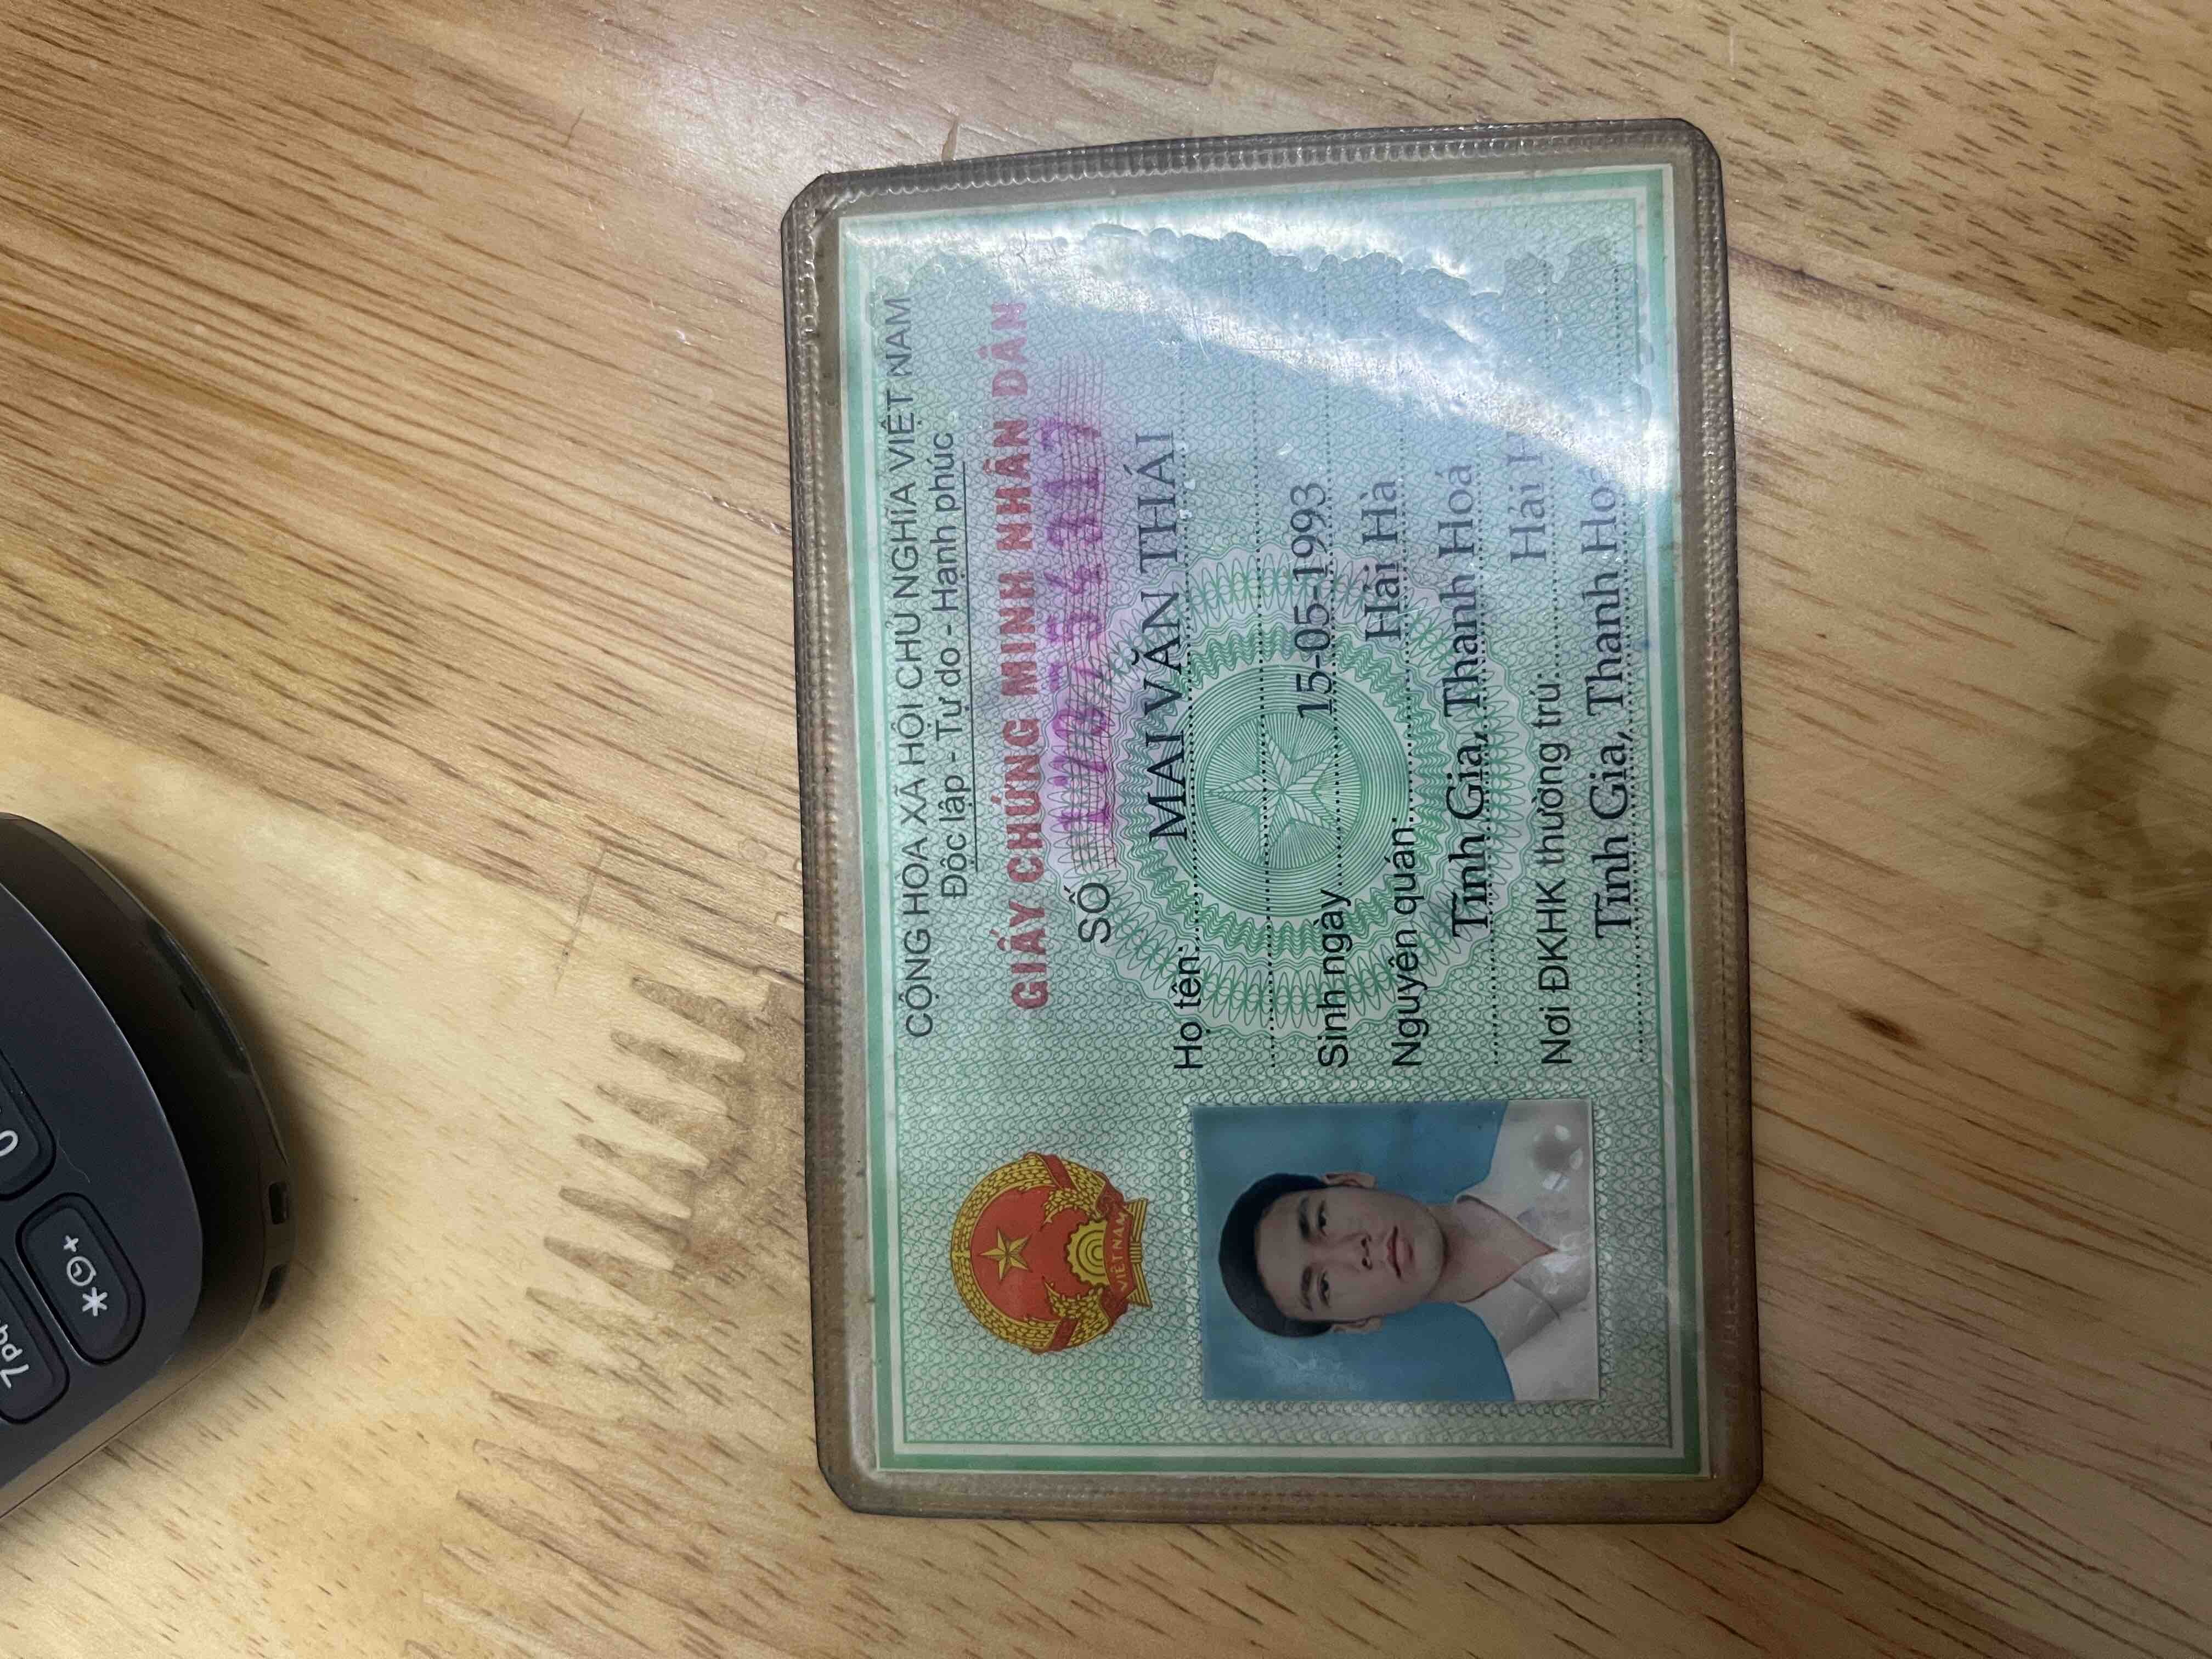 CỘNG HÒA XÃ HỘI CHỦ NGHĨA VIỆT NAM
Độc lập - Tự do - Hạnh phúc
GIẤY CHỨNG MINH NHÂN DÂN
SỐ
Họ tên: MAI VĂN THÁI
Sinh ngày 15-05-1993
Nguyên quán: Hải Hà
Tĩnh Gia, Thanh Hoá
Nơi ĐKHK thường trú: Hải
Tĩnh Gia, Thanh
VIỆT NAM
0
*
+